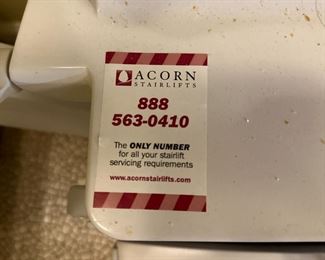 ACORN
STAIRLIFTS
888
563-0410
The ONLY NUMBER
for all your stairlift
servicing requirements
www.acornstairlifts.com